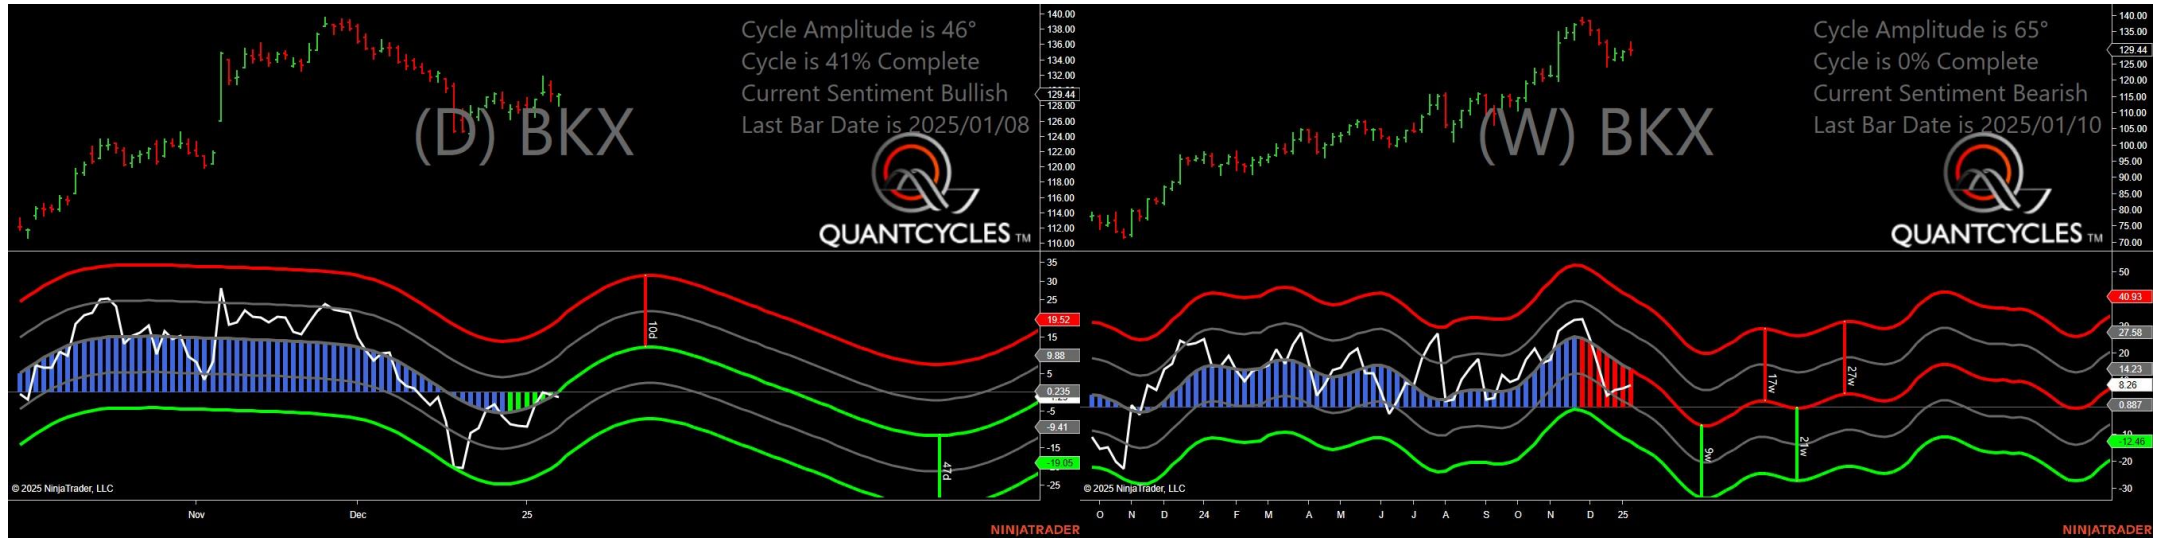 Cycle Amplitude is 46°
Cycle is 41% Complete
Current Sentiment Bullish
Last Bar Date is 2025/01/08
(D) BKX
QUANTCYCLES TM
140.00
138.00
136.00
134.00
132.00
129.44
128.00
126.00
124.00
122.00
120.00
118.00
116.00
114.00
112.00
110.00
35
30
25
19.52
15
9.88
5
0.235
-5
-9.41
-15
-19.05
-25
10d
47d
© 2025 NinjaTrader, LLC
Nov Dec 25
NINJATRADER
Cycle Amplitude is 65°
Cycle is 0% Complete
Current Sentiment Bearish
Last Bar Date is 2025/01/10
(W) BKX
QUANTCYCLES TM
140.00
135.00
129.44
125.00
120.00
115.00
110.00
105.00
100.00
95.00
90.00
85.00
80.00
75.00
70.00
50
40.93
27.58
20
14.23
8.26
0.887
-12.46
-20
-30
9w
17w
21w
27w
© 2025 NinjaTrader, LLC
O N D 24 F M A M J J A S O N D 25
NINJATRADER